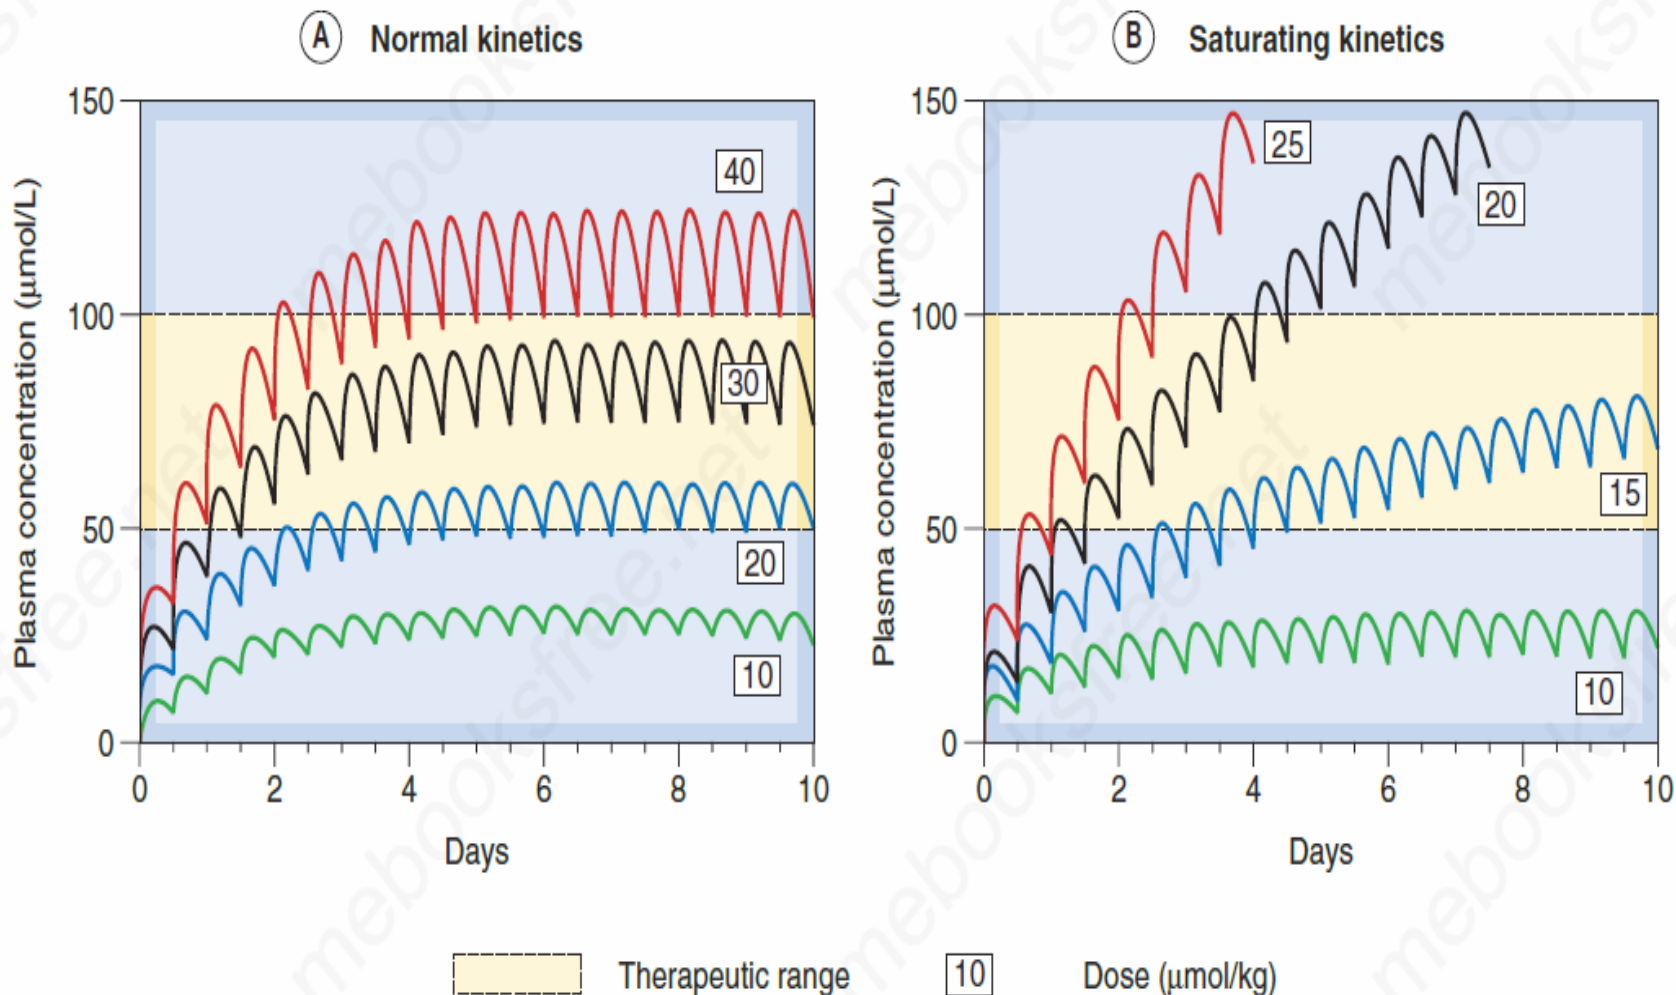 A Normal kinetics
150
100
50
0
Plasma concentration (µmol/L)
40
30
20
10
0 2 4 6 8 10
Days
B Saturating kinetics
150
100
50
0
Plasma concentration (µmol/L)
25
20
15
10
0 2 4 6 8 10
Days
Therapeutic range 10 Dose (µmol/kg)
mebooksfree.net